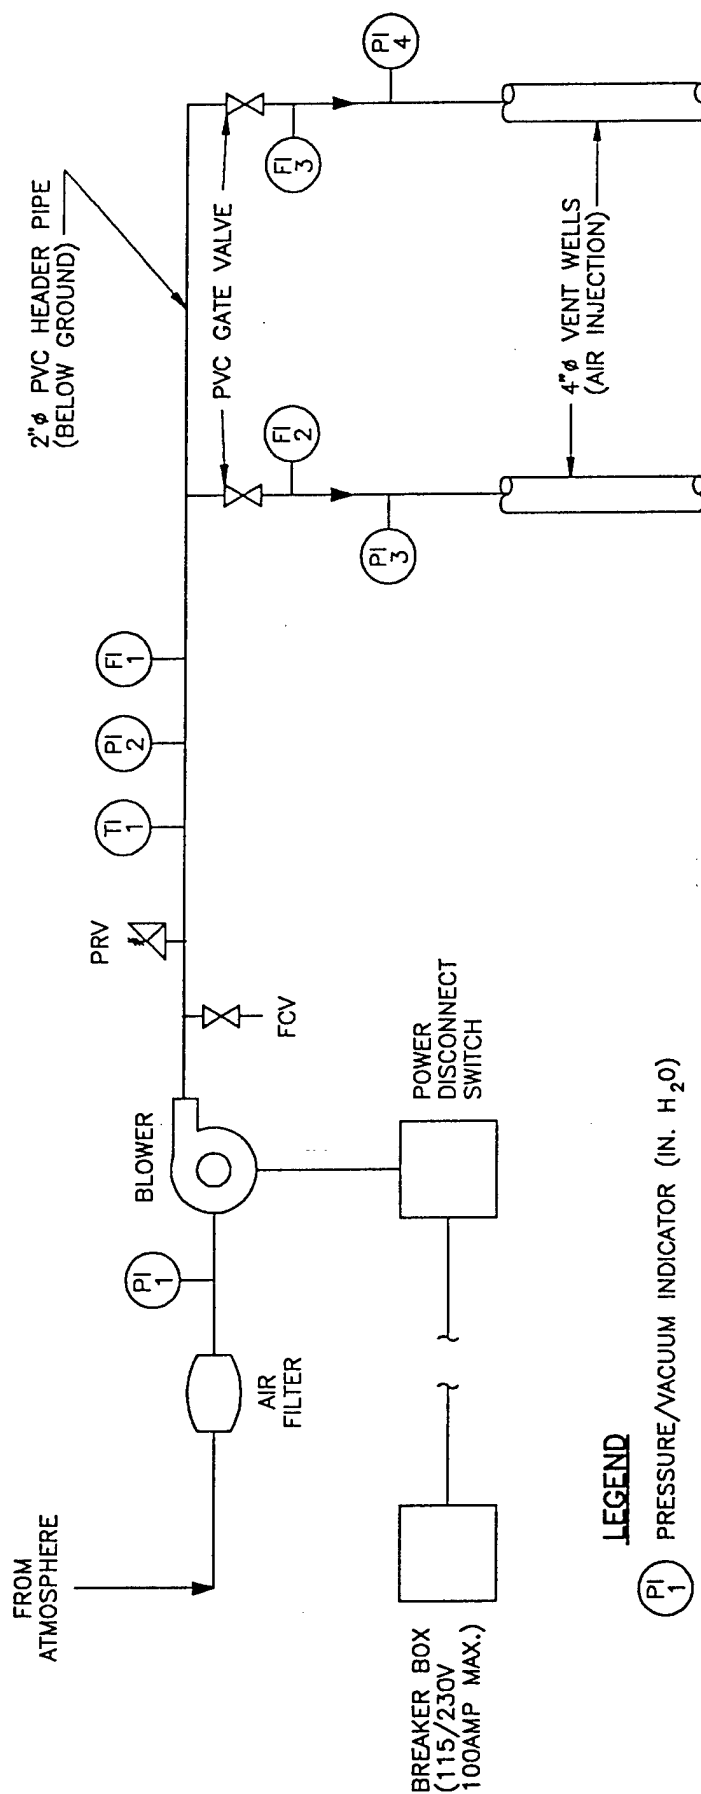 FROM
ATMOSPHERE
AIR
FILTER
PI
1
BLOWER
FCV
PRV
TI
1
PI
2
FI
1
2"ø PVC HEADER PIPE
(BELOW GROUND)
PVC GATE VALVE
FI
2
PI
3
FI
3
PI
4
4"ø VENT WELLS
(AIR INJECTION)
BREAKER BOX
(115/230V
100AMP MAX.)
POWER
DISCONNECT
SWITCH
LEGEND
PI
1
PRESSURE/VACUUM INDICATOR (IN. H₂O)